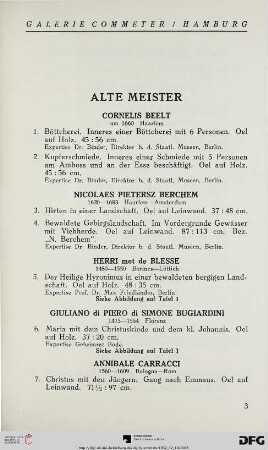 GALERIE COMMETER / HAMBURG
ALTE MEISTER
CORNELIS BEELT
um 1660 Haarlem
1. Böttcherei. Inneres einer Böttcherei mit 6 Personen. Oel
auf Holz. 45 : 56 cm.
Expertise Dr. Binder, Direktor b. d. Staatl. Museen, Berlin.
2. Kupferschmiede. Inneres einer Schmiede mit 5 Personen
am Amboss und an der Esse beschäftigt. Oel auf Holz.
45 : 56 cm.
Expertise Dr. Binder, Direktor b. d. Staatl. Museen, Berlin.
NICOLAES PIETERSZ BERCHEM
1620—1683 Haarlem—Amsterdam
3. Hirten in einer Landschaft. Oel auf Leinwand. 37 : 48 cm.
4. Bewaldete Gebirgslandschaft. Im Vordergrunde Gewässer
mit Viehherde. Oel auf Leinwand. 87 : 113 cm. Bez.
„N. Berchem".
Expertise Dr. Binder, Direktor b. d. Staatl. Museen, Berlin.
HERRI mot de BLESSE
1480—1550 Bovines—Lüttich
5. Der Heilige Hyronimus in einer bewaldeten bergigen Land-
schaft. Oel auf Holz. 48 : 35 cm.
Expertise Prof. Dr. Max Friedländer, Berlin
Siehe Abbildung auf Tafel 1
GIULIANO di PIERO di SIMONE BUGIARDINI
1475—1554 Florenz
6. Maria mit dem Christuskinde und dem kl. Johannis. Oel
auf Holz. 37 : 20 cm.
Expertise Geheimrat Bode.
Siehe Abbildung auf Tafel 1
ANNIBALE CARRACCI
1560—1609 Bologna—Rom
7. Christus mit den Jüngern. Gang nach Emmaus. Oel auf
Leinwand. 71½ : 97 cm.
3
DFG